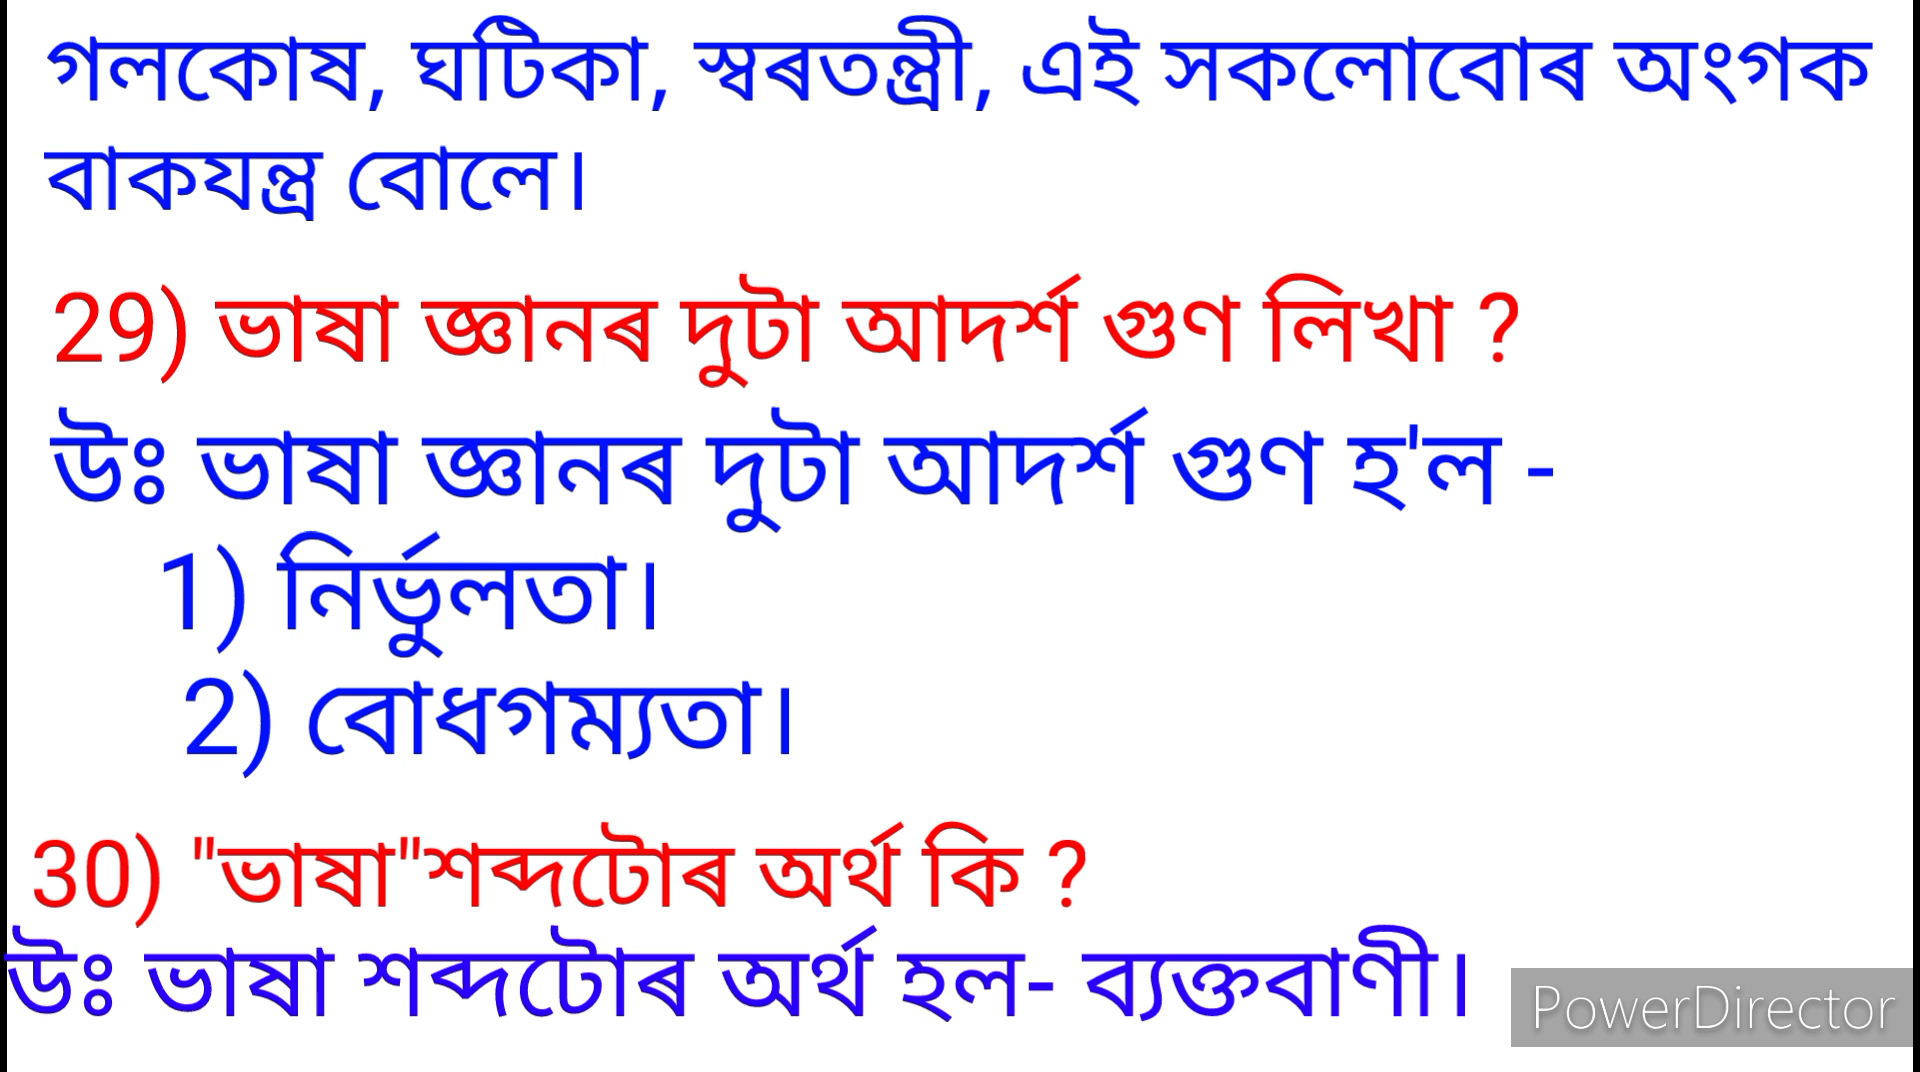 গলকোষ, ঘটিকা, স্বৰতন্ত্ৰী, এই সকলোবোৰ অংগক
বাকযন্ত্ৰ বোলে।
29) ভাষা জ্ঞানৰ দুটা আদৰ্শ গুণ লিখা ?
উঃ ভাষা জ্ঞানৰ দুটা আদৰ্শ গুণ হ'ল -
1) নিৰ্ভুলতা।
2) বোধগম্যতা।
30) "ভাষা"শব্দটোৰ অৰ্থ কি ?
উঃ ভাষা শব্দটোৰ অৰ্থ হল- ব্যক্তবাণী।
PowerDirector